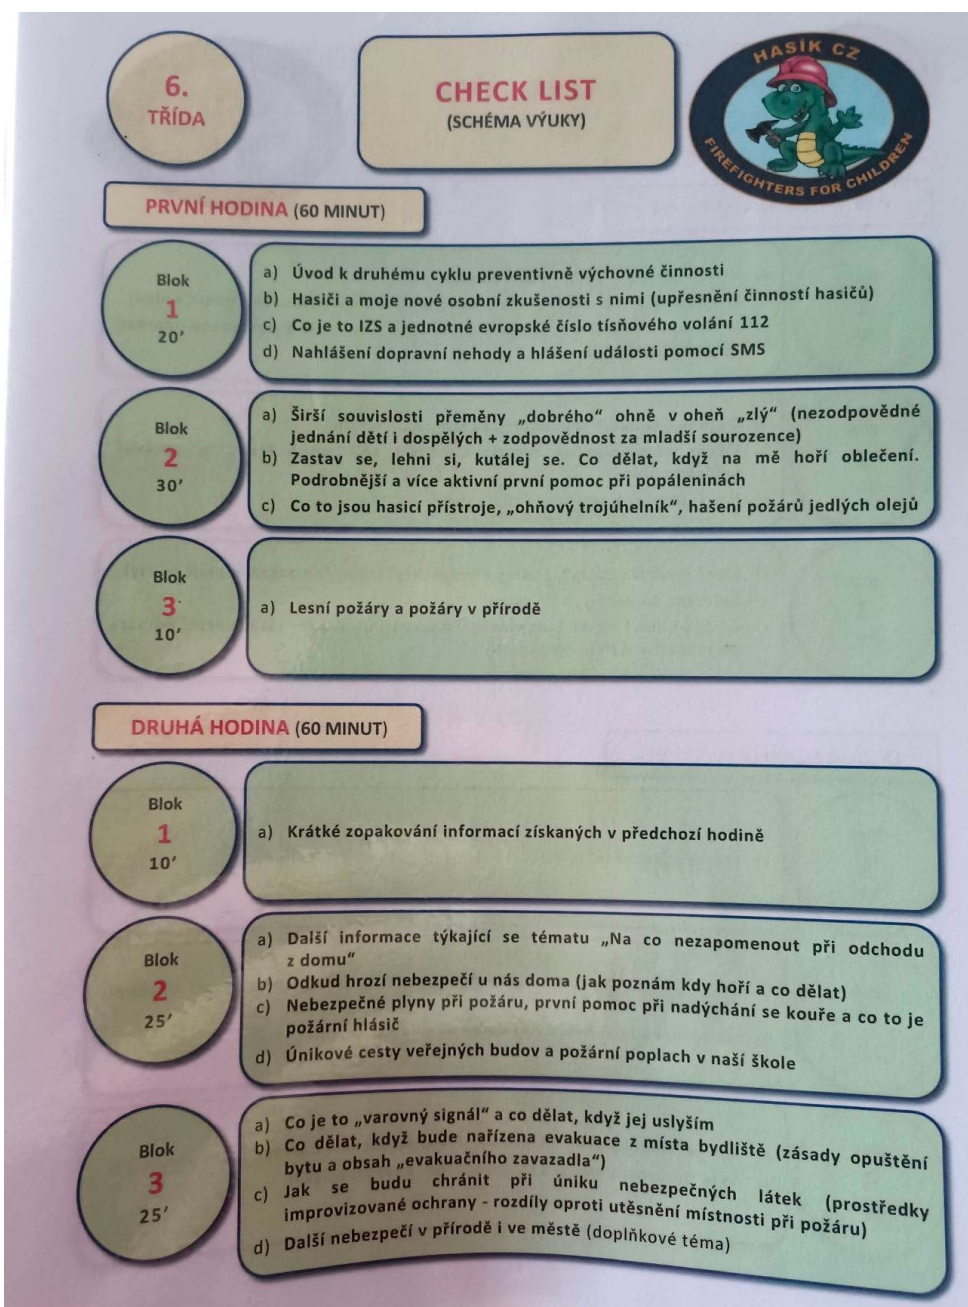 6.
TŘÍDA
CHECK LIST
(SCHÉMA VÝUKY)
HASÍK CZ
FIREFIGHTERS FOR CHILDREN
PRVNÍ HODINA (60 MINUT)
Blok
1
20′
a) Úvod k druhému cyklu preventivně výchovné činnosti
b) Hasiči a moje nové osobní zkušenosti s nimi (upřesnění činností hasičů)
c) Co je to IZS a jednotné evropské číslo tísňového volání 112
d) Nahlášení dopravní nehody a hlášení události pomocí SMS
Blok
2
30′
a) Širší souvislosti přeměny „dobrého“ ohně v oheň „zlý“ (nezodpovědné
jednání dětí i dospělých + zodpovědnost za mladší sourozence)
b) Zastav se, lehni si, kutálej se. Co dělat, když na mě hoří oblečení.
Podrobnější a více aktivní první pomoc při popáleninách
c) Co to jsou hasicí přístroje, „ohňový trojúhelník“, hašení požárů jedlých olejů
Blok
3
10′
a) Lesní požáry a požáry v přírodě
DRUHÁ HODINA (60 MINUT)
Blok
1
10′
a) Krátké zopakování informací získaných v předchozí hodině
Blok
2
25′
a) Další informace týkající se tématu „Na co nezapomenout při odchodu
z domu“
b) Odkud hrozí nebezpečí u nás doma (jak poznám kdy hoří a co dělat)
c) Nebezpečné plyny při požáru, první pomoc při nadýchání se kouře a co to je
požární hlásič
d) Únikové cesty veřejných budov a požární poplach v naší škole
Blok
3
25′
a) Co je to „varovný signál“ a co dělat, když jej uslyším
b) Co dělat, když bude nařízena evakuace z místa bydliště (zásady opuštění
bytu a obsah „evakuačního zavazadla“)
c) Jak se budu chránit při úniku nebezpečných látek (prostředky
improvizované ochrany - rozdíly oproti utěsnění místnosti při požáru)
d) Další nebezpečí v přírodě i ve městě (doplňkové téma)